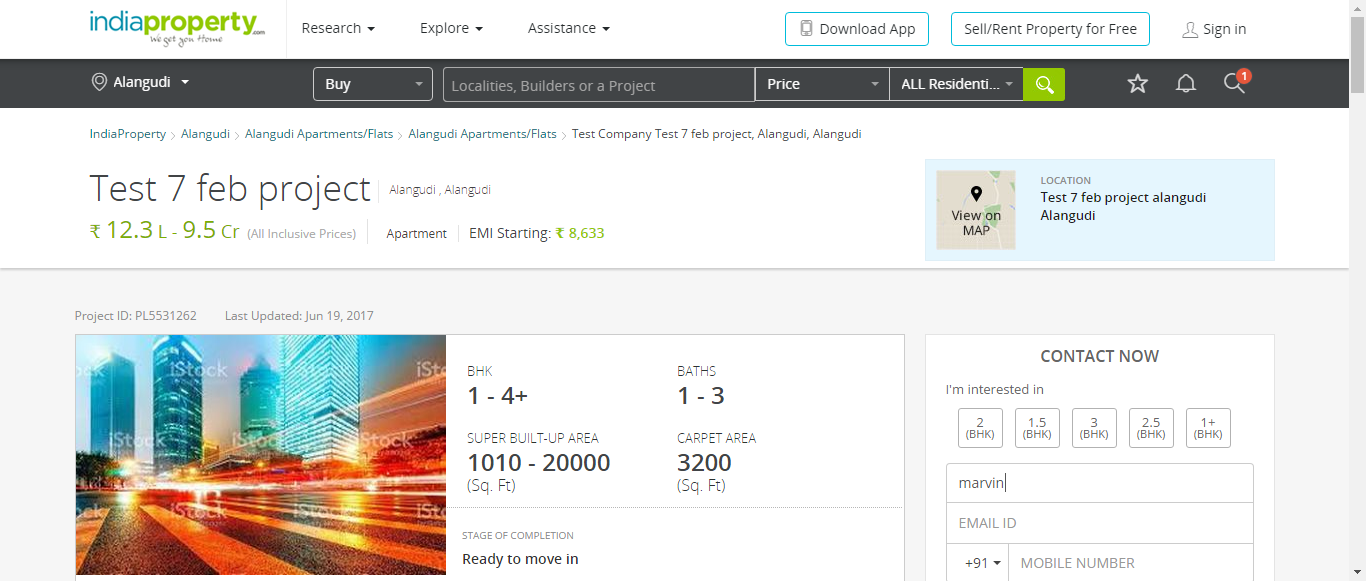 indiaproperty.com
We get you Home
Research
Explore
Assistance
Download App
Sell/Rent Property for Free
Sign in
Alangudi
Buy
Localities, Builders or a Project
Price
ALL Residenti...
1
IndiaProperty > Alangudi > Alangudi Apartments/Flats > Alangudi Apartments/Flats > Test Company Test 7 feb project, Alangudi, Alangudi
Test 7 feb project
Alangudi , Alangudi
₹ 12.3 L - 9.5 Cr (All Inclusive Prices)
Apartment
EMI Starting: ₹ 8,633
View on
MAP
LOCATION
Test 7 feb project alangudi
Alangudi
Project ID: PL5531262
Last Updated: Jun 19, 2017
iStock
iStock
iStock
iStock
iStock
iStock
BHK
1 - 4+
BATHS
1 - 3
SUPER BUILT-UP AREA
1010 - 20000
(Sq. Ft)
CARPET AREA
3200
(Sq. Ft)
STAGE OF COMPLETION
Ready to move in
CONTACT NOW
I'm interested in
2
(BHK)
1.5
(BHK)
3
(BHK)
2.5
(BHK)
1+
(BHK)
marvin
EMAIL ID
+91
MOBILE NUMBER